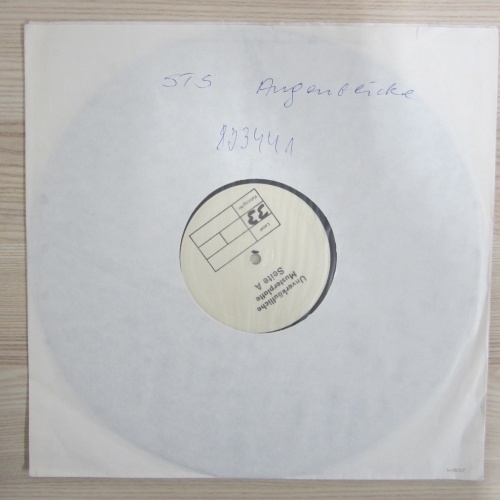 STS Augenblicke
223441
33
Unverkäufliche
Musterplatte
Seite A